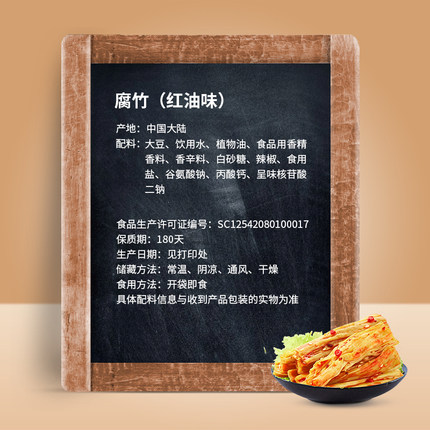 腐竹（红油味）
产地：中国大陆
配料：大豆、饮用水、植物油、食品用香精
香料、香辛料、白砂糖、辣椒、食用
盐、谷氨酸钠、丙酸钙、呈味核苷酸
二钠
食品生产许可证编号：SC12542080100017
保质期：180天
生产日期：见打印处
储藏方法：常温、阴凉、通风、干燥
食用方法：开袋即食
具体配料信息与收到产品包装的实物为准